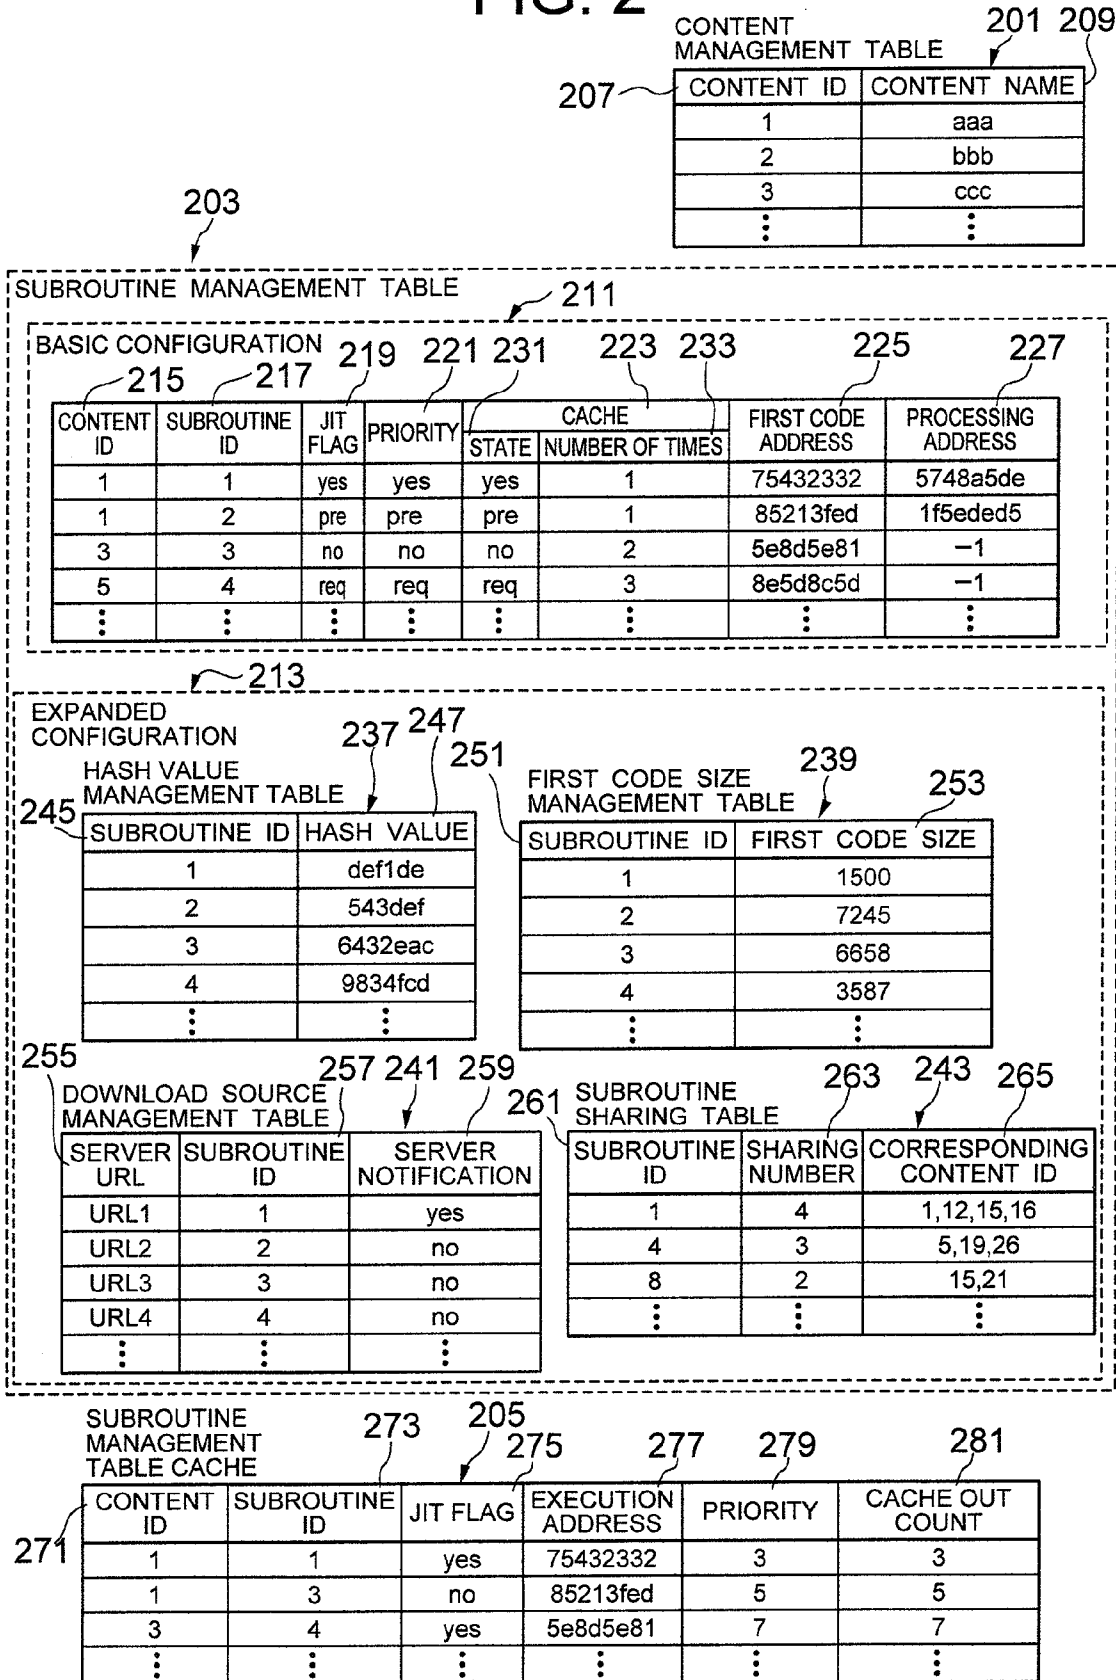 FIG. 2
CONTENT MANAGEMENT TABLE
201 209
207
CONTENT ID CONTENT NAME
1 aaa
2 bbb
3 ccc
203
SUBROUTINE MANAGEMENT TABLE
211
BASIC CONFIGURATION
215 217 219 221 231 223 233 225 227
CONTENT ID SUBROUTINE ID JIT FLAG PRIORITY CACHE FIRST CODE ADDRESS PROCESSING ADDRESS
STATE NUMBER OF TIMES
1 1 yes yes yes 1 75432332 5748a5de
1 2 pre pre pre 1 85213fed 1f5eded5
3 3 no no no 2 5e8d5e81 −1
5 4 req req req 3 8e5d8c5d −1
213
EXPANDED
CONFIGURATION
HASH VALUE
MANAGEMENT TABLE
237 247
245
SUBROUTINE ID HASH VALUE
1 def1de
2 543def
3 6432eac
4 9834fcd
251
FIRST CODE SIZE
MANAGEMENT TABLE
239 253
SUBROUTINE ID FIRST CODE SIZE
1 1500
2 7245
3 6658
4 3587
255
DOWNLOAD SOURCE
MANAGEMENT TABLE
257 241 259
SERVER URL SUBROUTINE ID SERVER NOTIFICATION
URL1 1 yes
URL2 2 no
URL3 3 no
URL4 4 no
261
SUBROUTINE
SHARING TABLE
263 243 265
SUBROUTINE ID SHARING NUMBER CORRESPONDING CONTENT ID
1 4 1,12,15,16
4 3 5,19,26
8 2 15,21
SUBROUTINE
MANAGEMENT
TABLE CACHE
271 273 205 275 277 279 281
CONTENT ID SUBROUTINE ID JIT FLAG EXECUTION ADDRESS PRIORITY CACHE OUT COUNT
1 1 yes 75432332 3 3
1 3 no 85213fed 5 5
3 4 yes 5e8d5e81 7 7